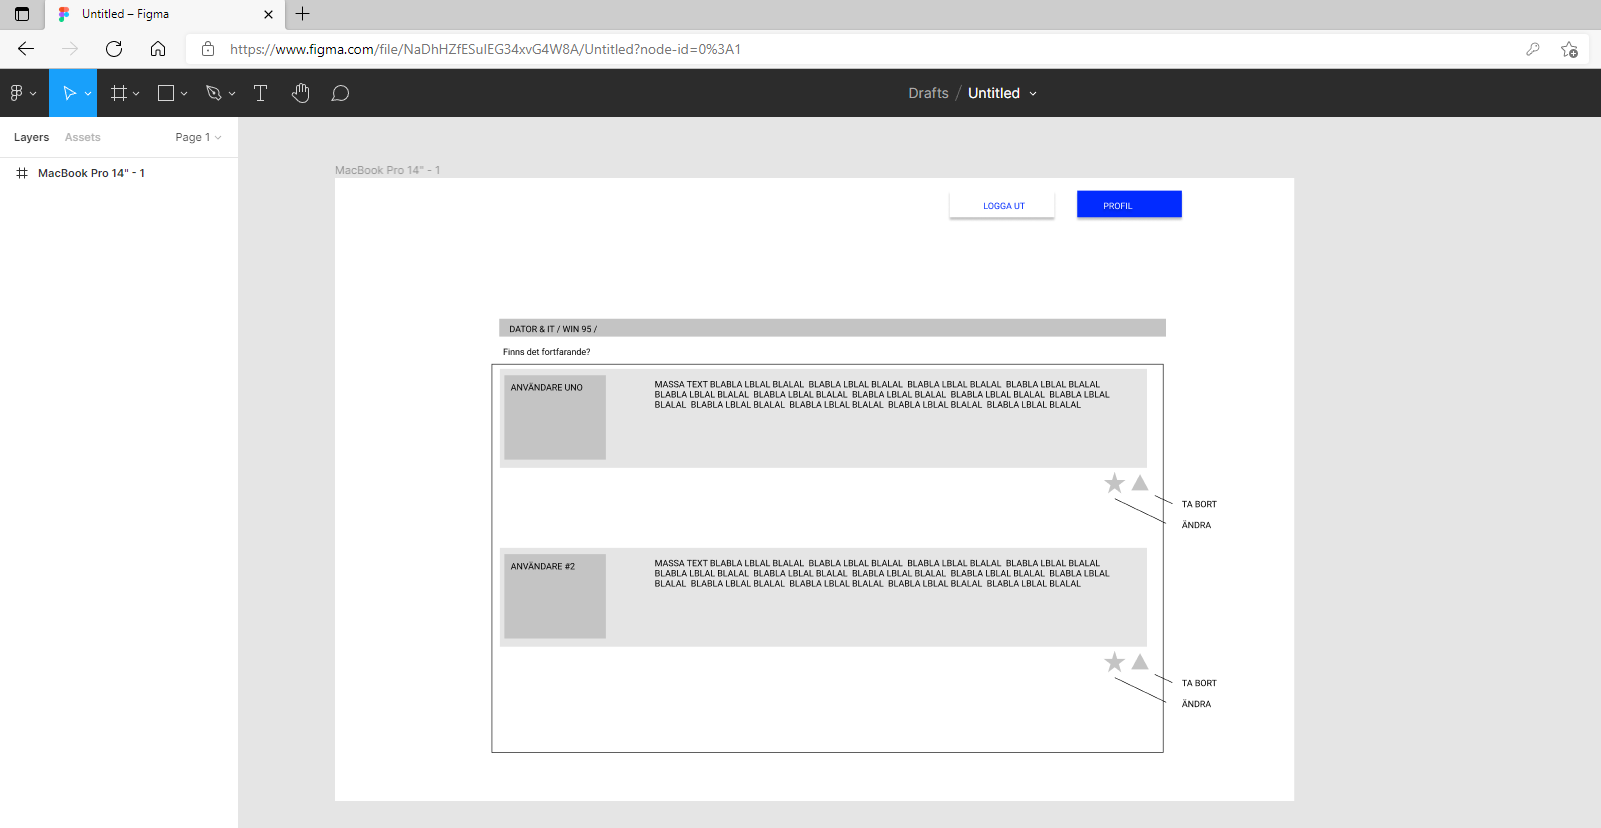 Untitled – Figma
https://www.figma.com/file/NaDhHZfESulEG34xvG4W8A/Untitled?node-id=0%3A1
Drafts / Untitled
Layers Assets Page 1
MacBook Pro 14" - 1
MacBook Pro 14" - 1
LOGGA UT PROFIL
DATOR & IT / WIN 95 /
Finns det fortfarande?
ANVÄNDARE UNO
MASSA TEXT BLABLA LBLAL BLALAL BLABLA LBLAL BLALAL BLABLA LBLAL BLALAL BLABLA LBLAL BLALAL
BLABLA LBLAL BLALAL BLABLA LBLAL BLALAL BLABLA LBLAL BLALAL BLABLA LBLAL BLALAL BLABLA LBLAL
BLALAL BLABLA LBLAL BLALAL BLABLA LBLAL BLALAL BLABLA LBLAL BLALAL BLABLA LBLAL BLALAL
TA BORT
ÄNDRA
ANVÄNDARE #2
MASSA TEXT BLABLA LBLAL BLALAL BLABLA LBLAL BLALAL BLABLA LBLAL BLALAL BLABLA LBLAL BLALAL
BLABLA LBLAL BLALAL BLABLA LBLAL BLALAL BLABLA LBLAL BLALAL BLABLA LBLAL BLALAL BLABLA LBLAL
BLALAL BLABLA LBLAL BLALAL BLABLA LBLAL BLALAL BLABLA LBLAL BLALAL BLABLA LBLAL BLALAL
TA BORT
ÄNDRA